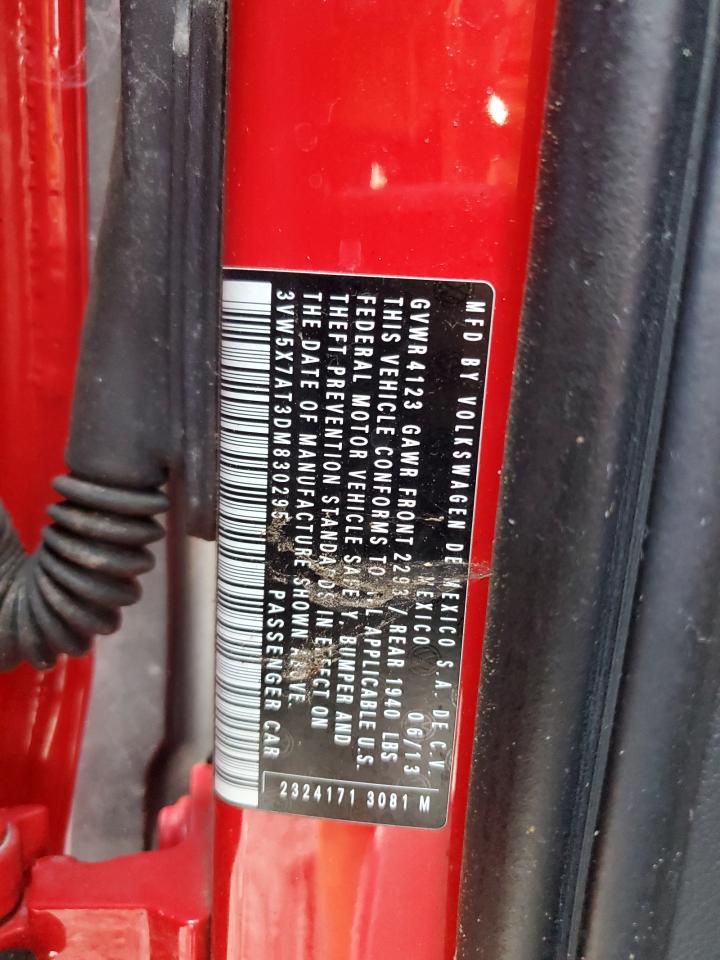 MFD BY VOLKSWAGEN DE MEXICO S.A. DE C.V
MEXICO 06/13
GVWR 4123 GAWR FRONT 2293 / REAR 1940 LBS
THIS VEHICLE CONFORMS TO ALL APPLICABLE U.S.
FEDERAL MOTOR VEHICLE SAFETY, BUMPER AND
THEFT PREVENTION STANDARDS IN EFFECT ON
THE DATE OF MANUFACTURE SHOWN ABOVE.
3VW5X7AT3DM830295 PASSENGER CAR
2324171 3081 M